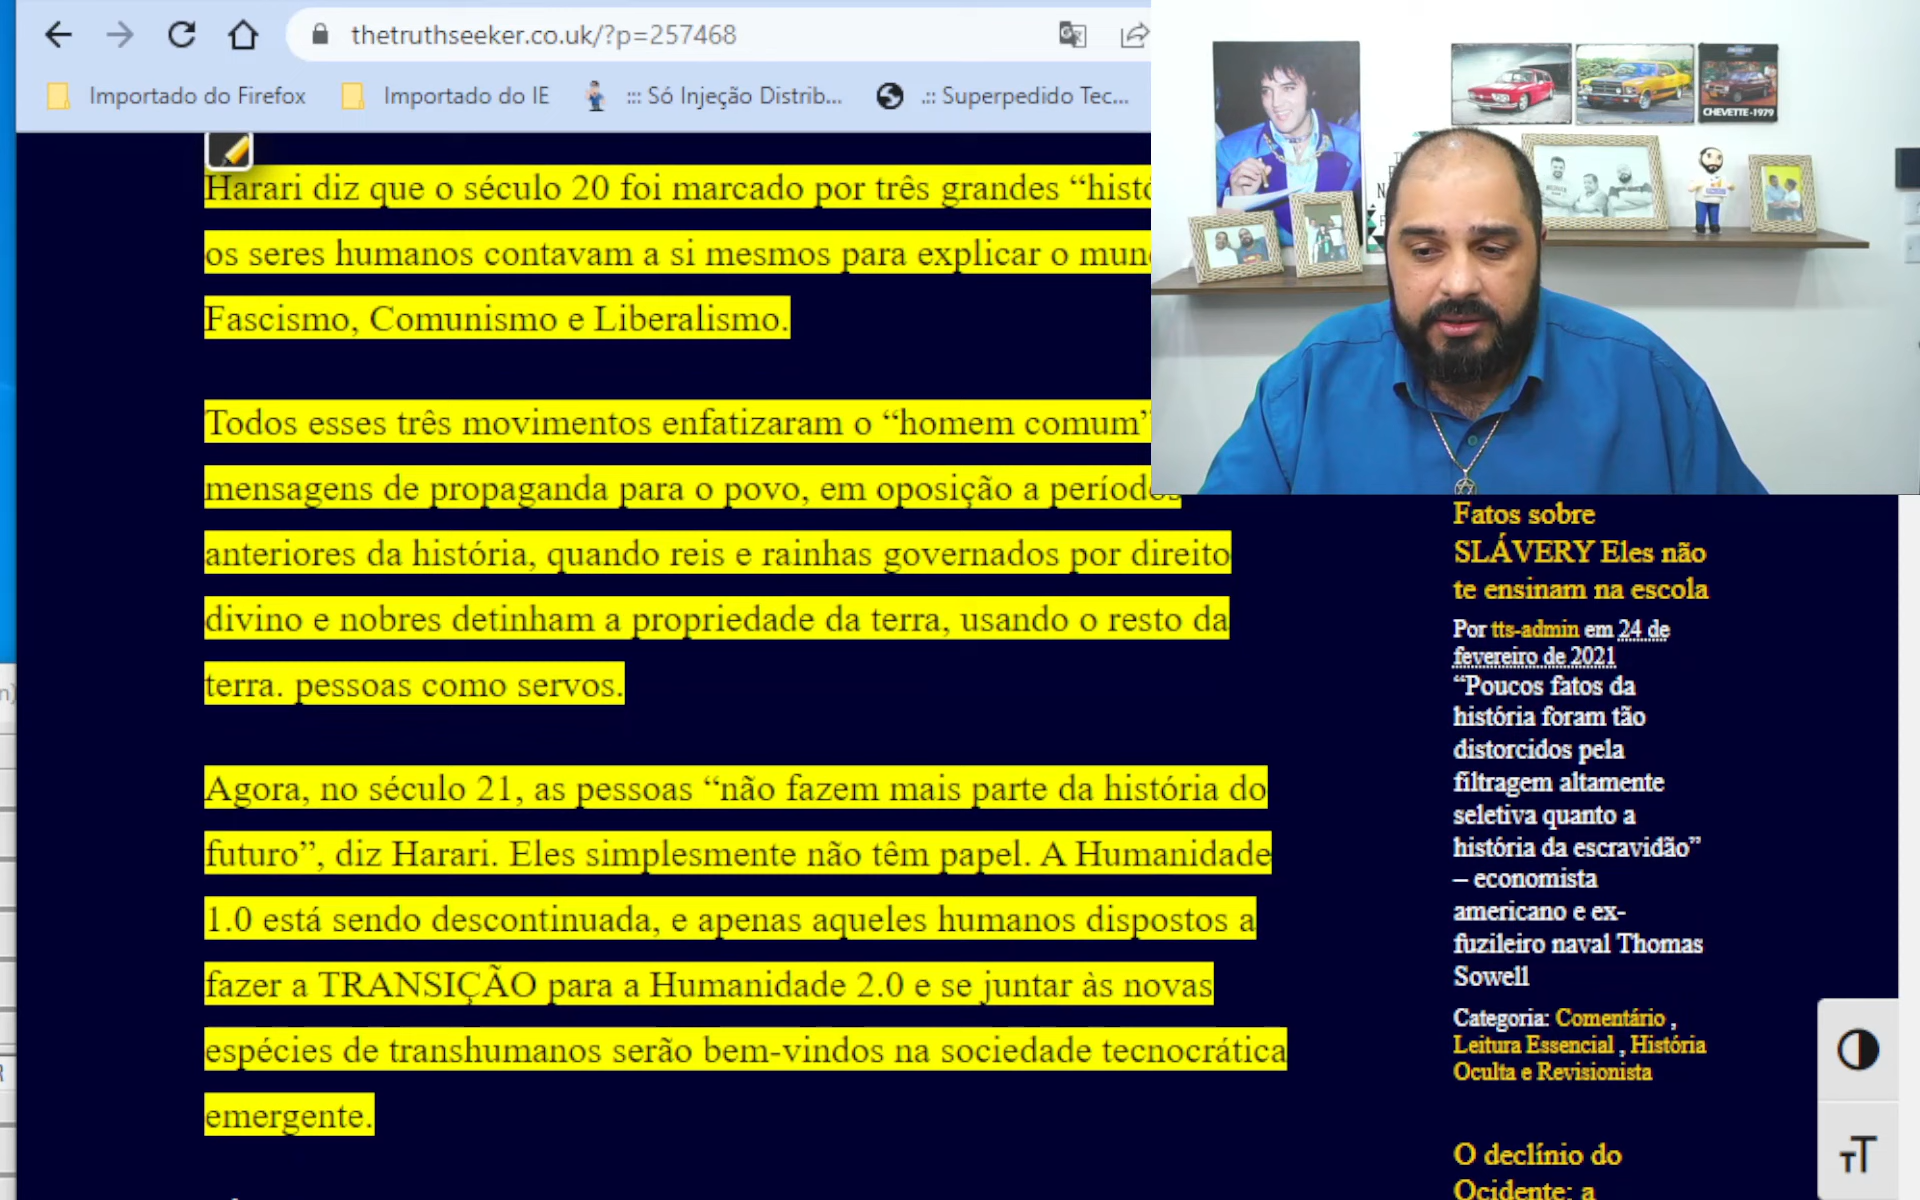 thetruthseeker.co.uk/?p=257468
Importado do Firefox
Importado do IE
::: Só Injeção Distrib...
.:: Superpedido Tec...
CHEVETTE-1979
Harari diz que o século 20 foi marcado por três grandes “histó
os seres humanos contavam a si mesmos para explicar o mun
Fascismo, Comunismo e Liberalismo.
Todos esses três movimentos enfatizaram o “homem comum”
mensagens de propaganda para o povo, em oposição a períodos
anteriores da história, quando reis e rainhas governados por direito
divino e nobres detinham a propriedade da terra, usando o resto da
terra. pessoas como servos.
Agora, no século 21, as pessoas “não fazem mais parte da história do
futuro”, diz Harari. Eles simplesmente não têm papel. A Humanidade
1.0 está sendo descontinuada, e apenas aqueles humanos dispostos a
fazer a TRANSIÇÃO para a Humanidade 2.0 e se juntar às novas
espécies de transhumanos serão bem-vindos na sociedade tecnocrática
emergente.
Fatos sobre
SLÁVERY Eles não
te ensinam na escola
Por tts-admin em 24 de
fevereiro de 2021
“Poucos fatos da
história foram tão
distorcidos pela
filtragem altamente
seletiva quanto a
história da escravidão”
– economista
americano e ex-
fuzileiro naval Thomas
Sowell
Categoria: Comentário ,
Leitura Essencial , História
Oculta e Revisionista
O declínio do
Ocidente: a
TT